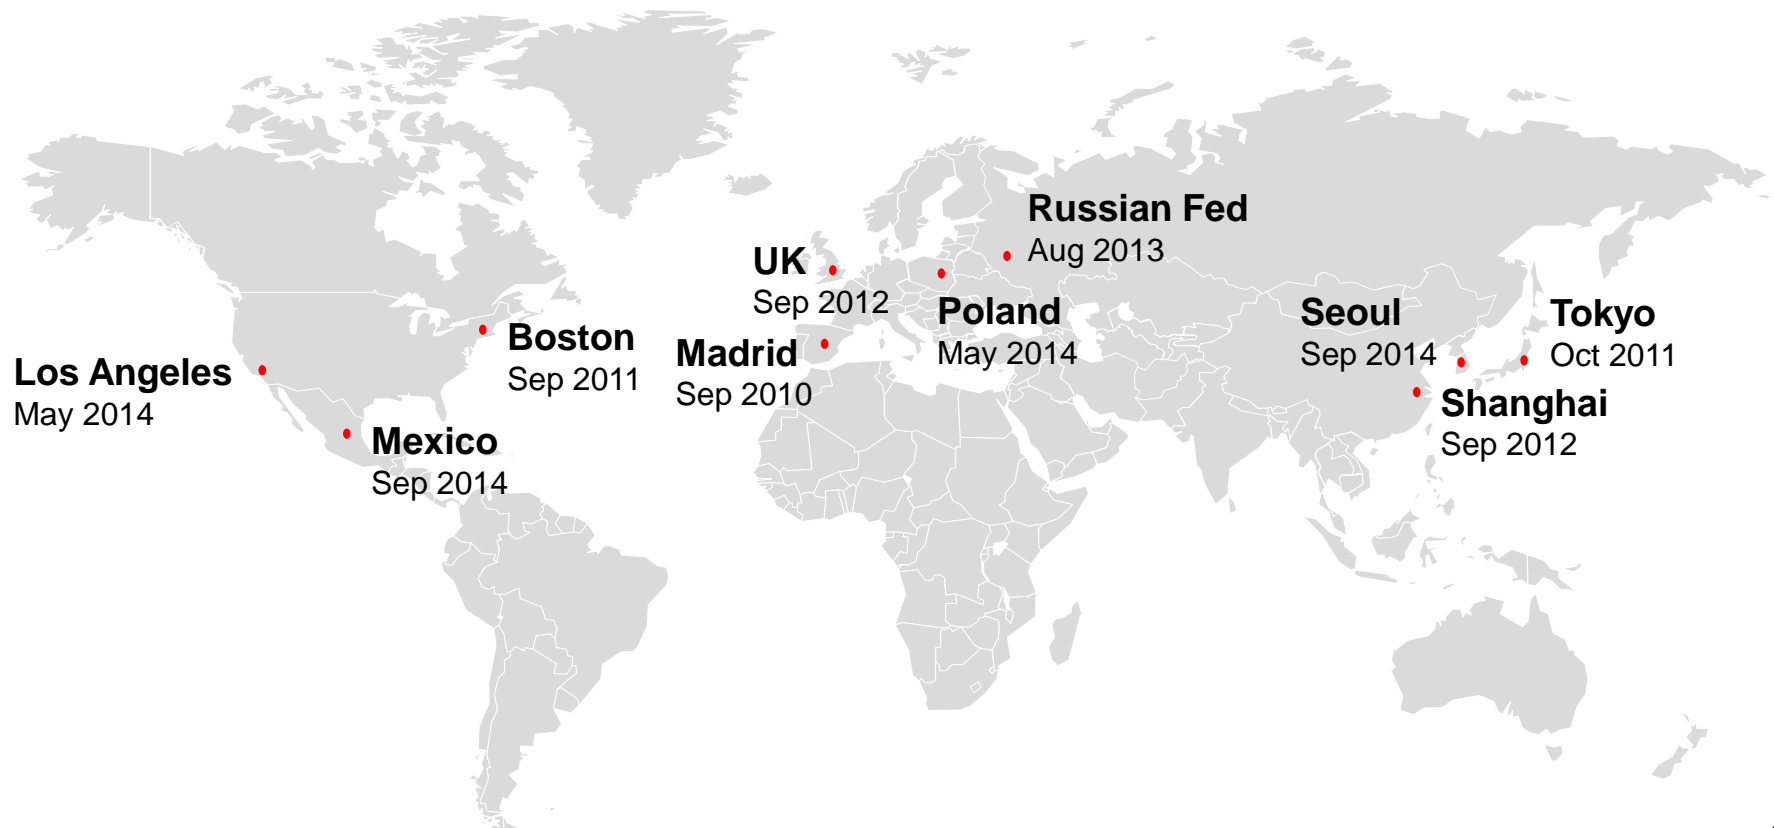 Russian Fed
Aug 2013
UK
Sep 2012
Poland
May 2014
Seoul
Sep 2014
Tokyo
Oct 2011
Boston
Sep 2011
Madrid
Sep 2010
Los Angeles
May 2014
Shanghai
Sep 2012
Mexico
Sep 2014